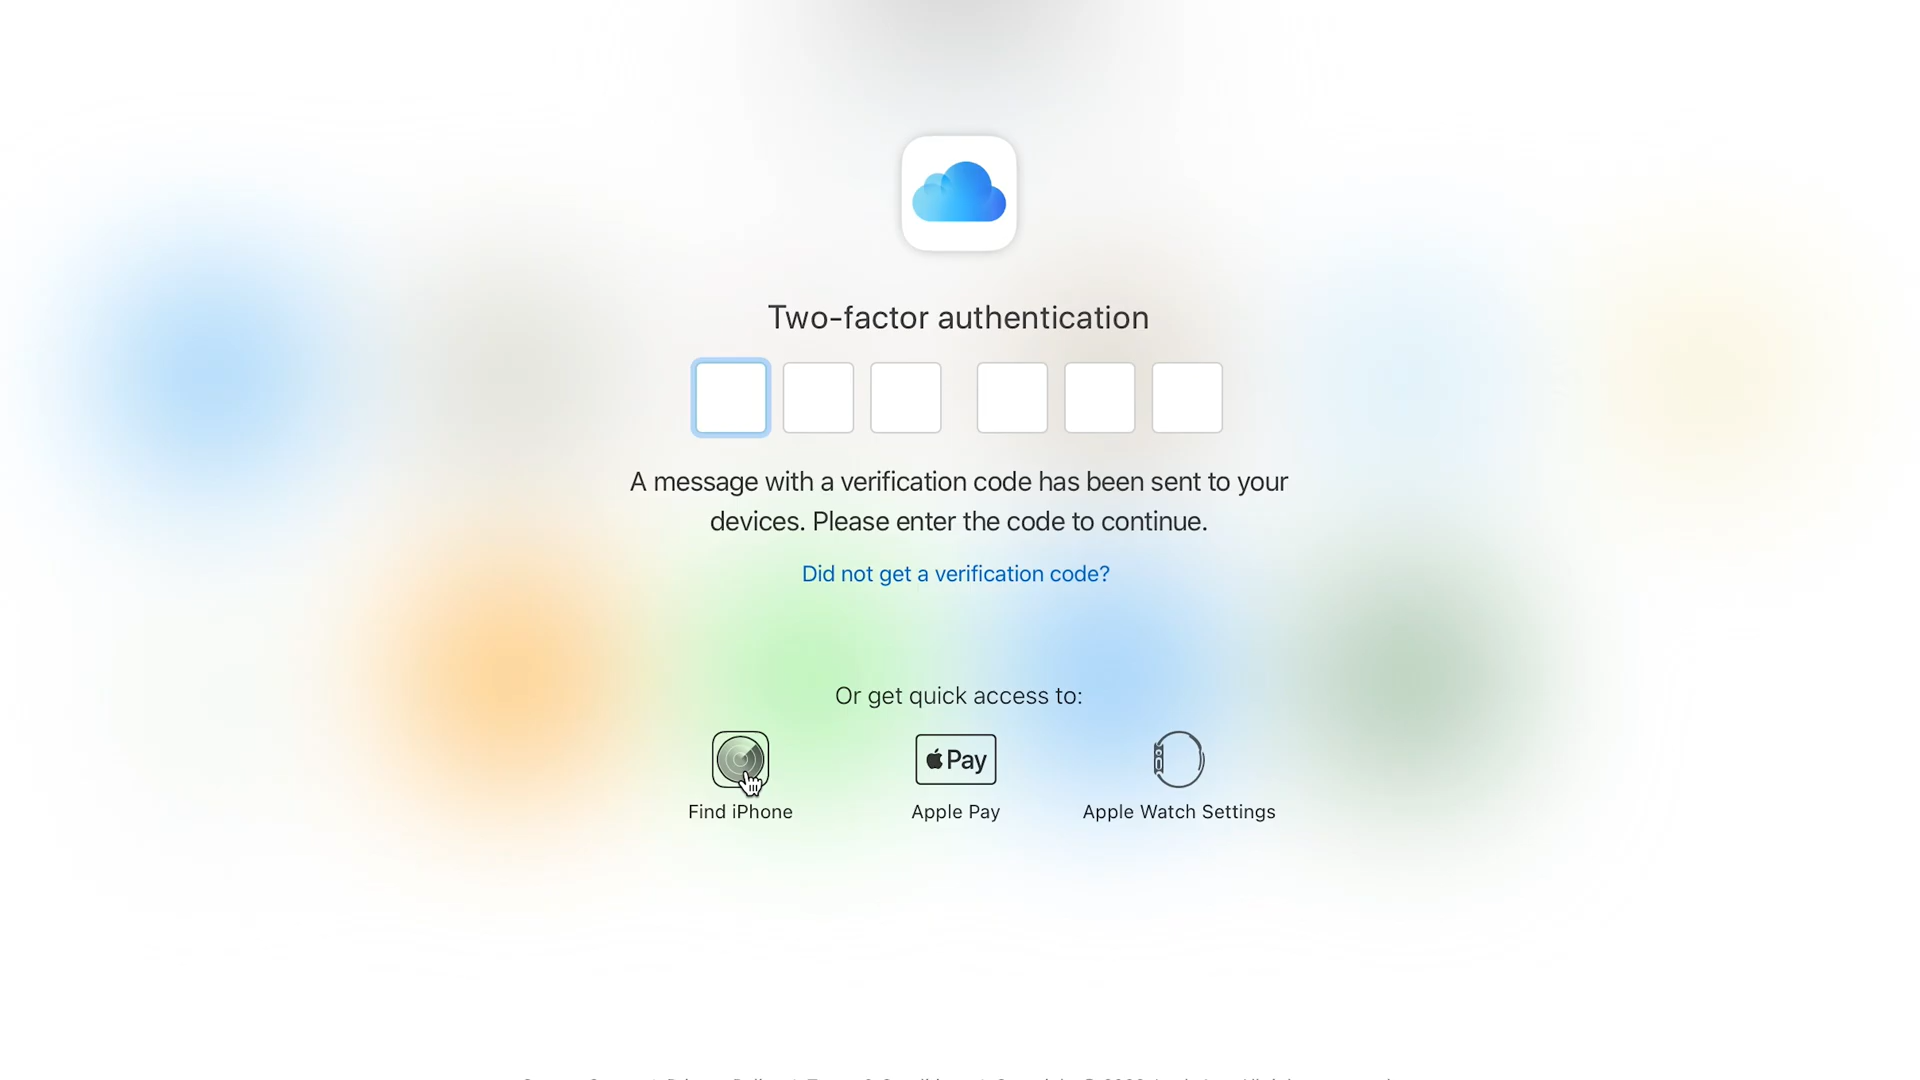 Two-factor authentication
A message with a verification code has been sent to your
devices. Please enter the code to continue.
Did not get a verification code?
Or get quick access to:
Pay
Find iPhone
Apple Pay
Apple Watch Settings